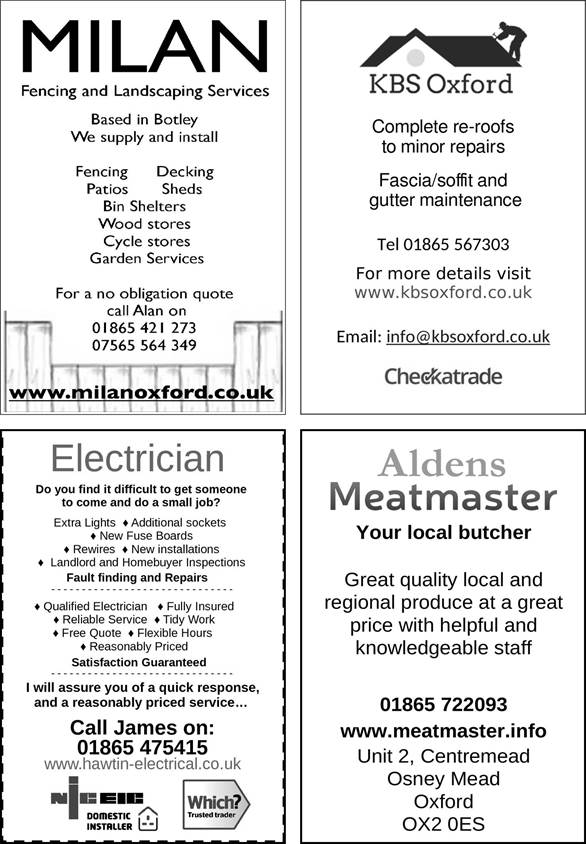 MILAN
Fencing and Landscaping Services
Based in Botley
We supply and install
Fencing Decking
Patios Sheds
Bin Shelters
Wood stores
Cycle stores
Garden Services
For a no obligation quote
call Alan on
01865 421 273
07565 564 349
www.milanoxford.co.uk
KBS Oxford
Complete re-roofs
to minor repairs
Fascia/soffit and
gutter maintenance
Tel 01865 567303
For more details visit
www.kbsoxford.co.uk
Email: info@kbsoxford.co.uk
Checkatrade
Electrician
Do you find it difficult to get someone
to come and do a small job?
Extra Lights ♦ Additional sockets
♦ New Fuse Boards
♦ Rewires ♦ New installations
♦ Landlord and Homebuyer Inspections
Fault finding and Repairs
♦ Qualified Electrician ♦ Fully Insured
♦ Reliable Service ♦ Tidy Work
♦ Free Quote ♦ Flexible Hours
♦ Reasonably Priced
Satisfaction Guaranteed
I will assure you of a quick response,
and a reasonably priced service…
Call James on:
01865 475415
www.hawtin-electrical.co.uk
NICEIC
DOMESTIC
INSTALLER
Which?
Trusted trader
Aldens
Meatmaster
Your local butcher
Great quality local and
regional produce at a great
price with helpful and
knowledgeable staff
01865 722093
www.meatmaster.info
Unit 2, Centremead
Osney Mead
Oxford
OX2 0ES